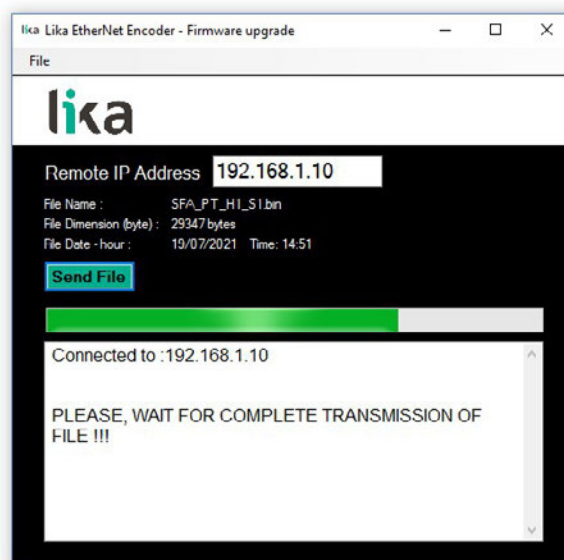 lika Lika EtherNet Encoder - Firmware upgrade
File
lika
Remote IP Address 192.168.1.10
File Name : SFA_PT_H1_S1.bin
File Dimension (byte) : 29347 bytes
File Date - hour : 19/07/2021 Time: 14:51
Send File
Connected to :192.168.1.10
PLEASE, WAIT FOR COMPLETE TRANSMISSION OF
FILE !!!